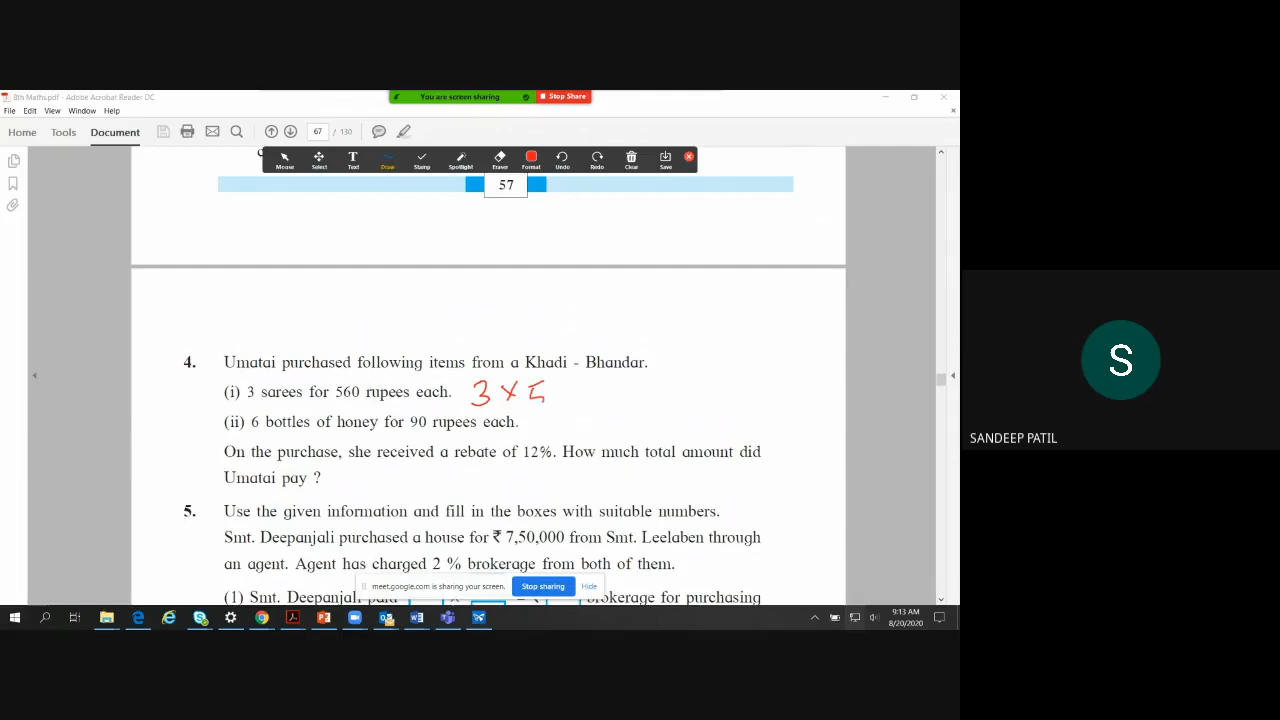 8th Maths.pdf - Adobe Acrobat Reader DC
You are screen sharing
Stop Share
File Edit View Window Help
Home Tools Document
67 / 130
Mouse Select Text Draw Stamp Spotlight Eraser Format Undo Redo Clear Save
57
4. Umatai purchased following items from a Khadi - Bhandar.
(i) 3 sarees for 560 rupees each. 3 × 5
(ii) 6 bottles of honey for 90 rupees each.
On the purchase, she received a rebate of 12%. How much total amount did
Umatai pay ?
5. Use the given information and fill in the boxes with suitable numbers.
Smt. Deepanjali purchased a house for ₹ 7,50,000 from Smt. Leelaben through
an agent. Agent has charged 2 % brokerage from both of them.
meet.google.com is sharing your screen. Stop sharing Hide
(1) Smt. Deepanjali paid × = ₹ brokerage for purchasing
9:13 AM
8/20/2020
S
SANDEEP PATIL